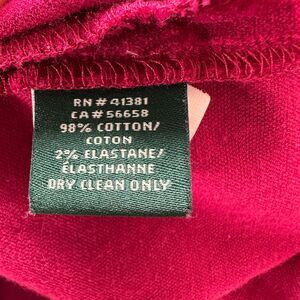 RN # 41381
CA # 56658
98% COTTON/
COTON
2% ELASTANE/
ÉLASTHANNE
DRY CLEAN ONLY